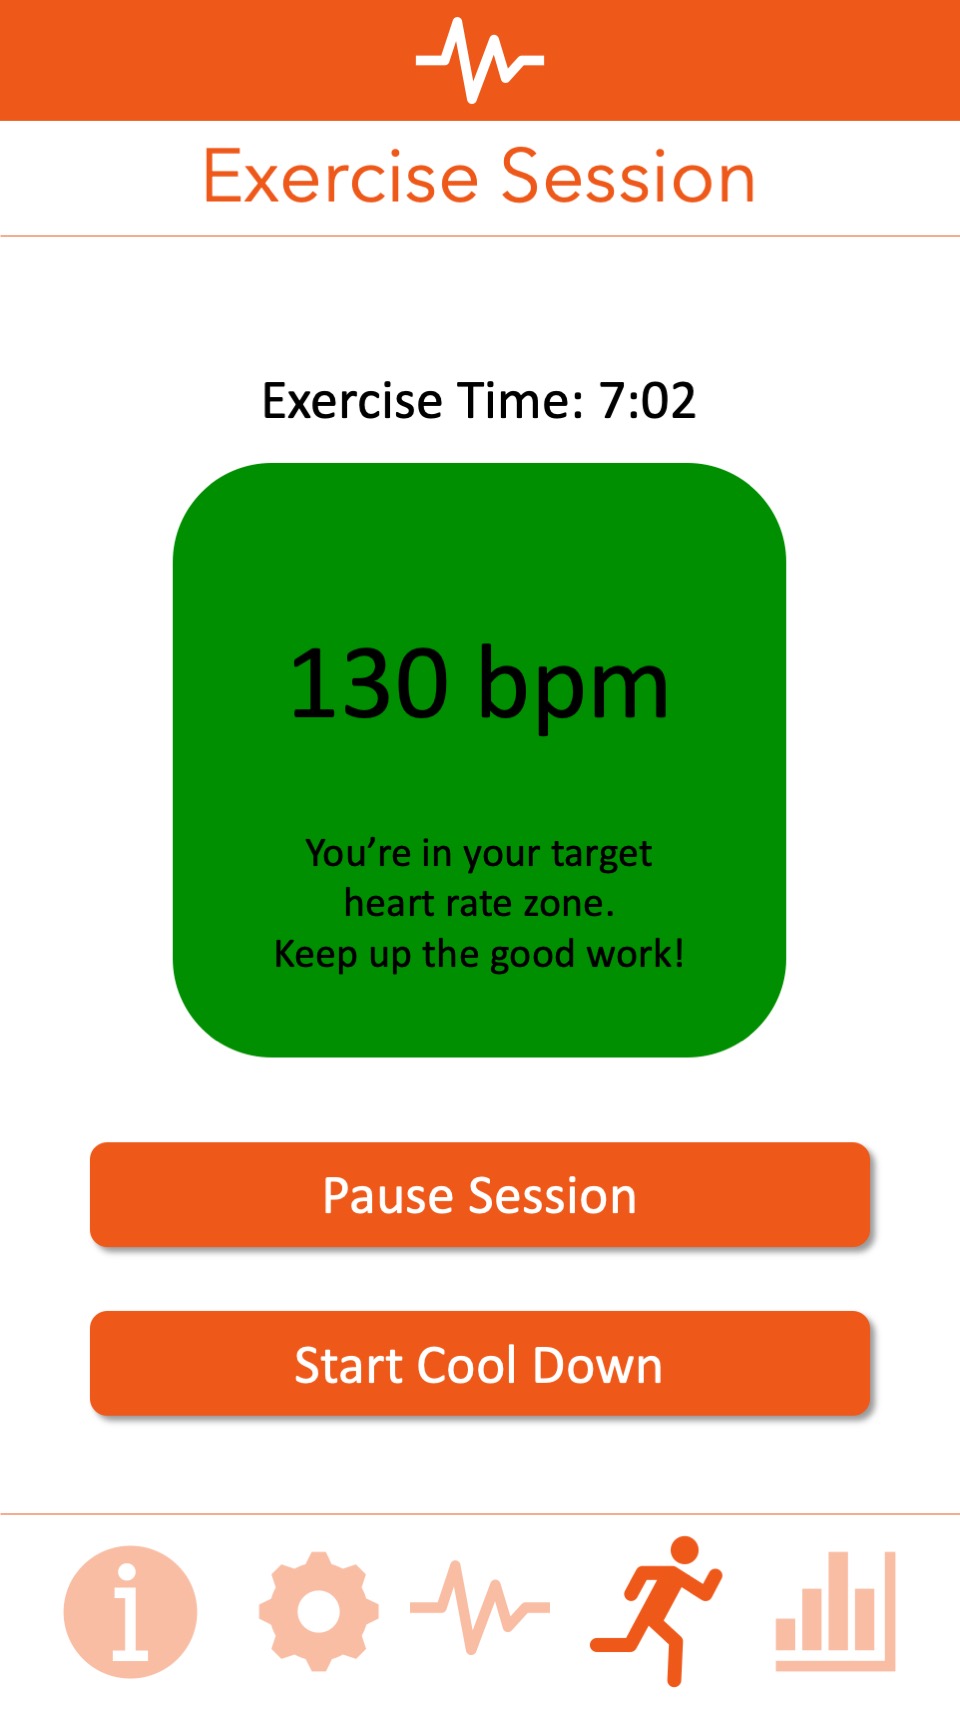 Exercise Session
Exercise Time: 7:02
130 bpm
You’re in your target
heart rate zone.
Keep up the good work!
Pause Session
Start Cool Down
i